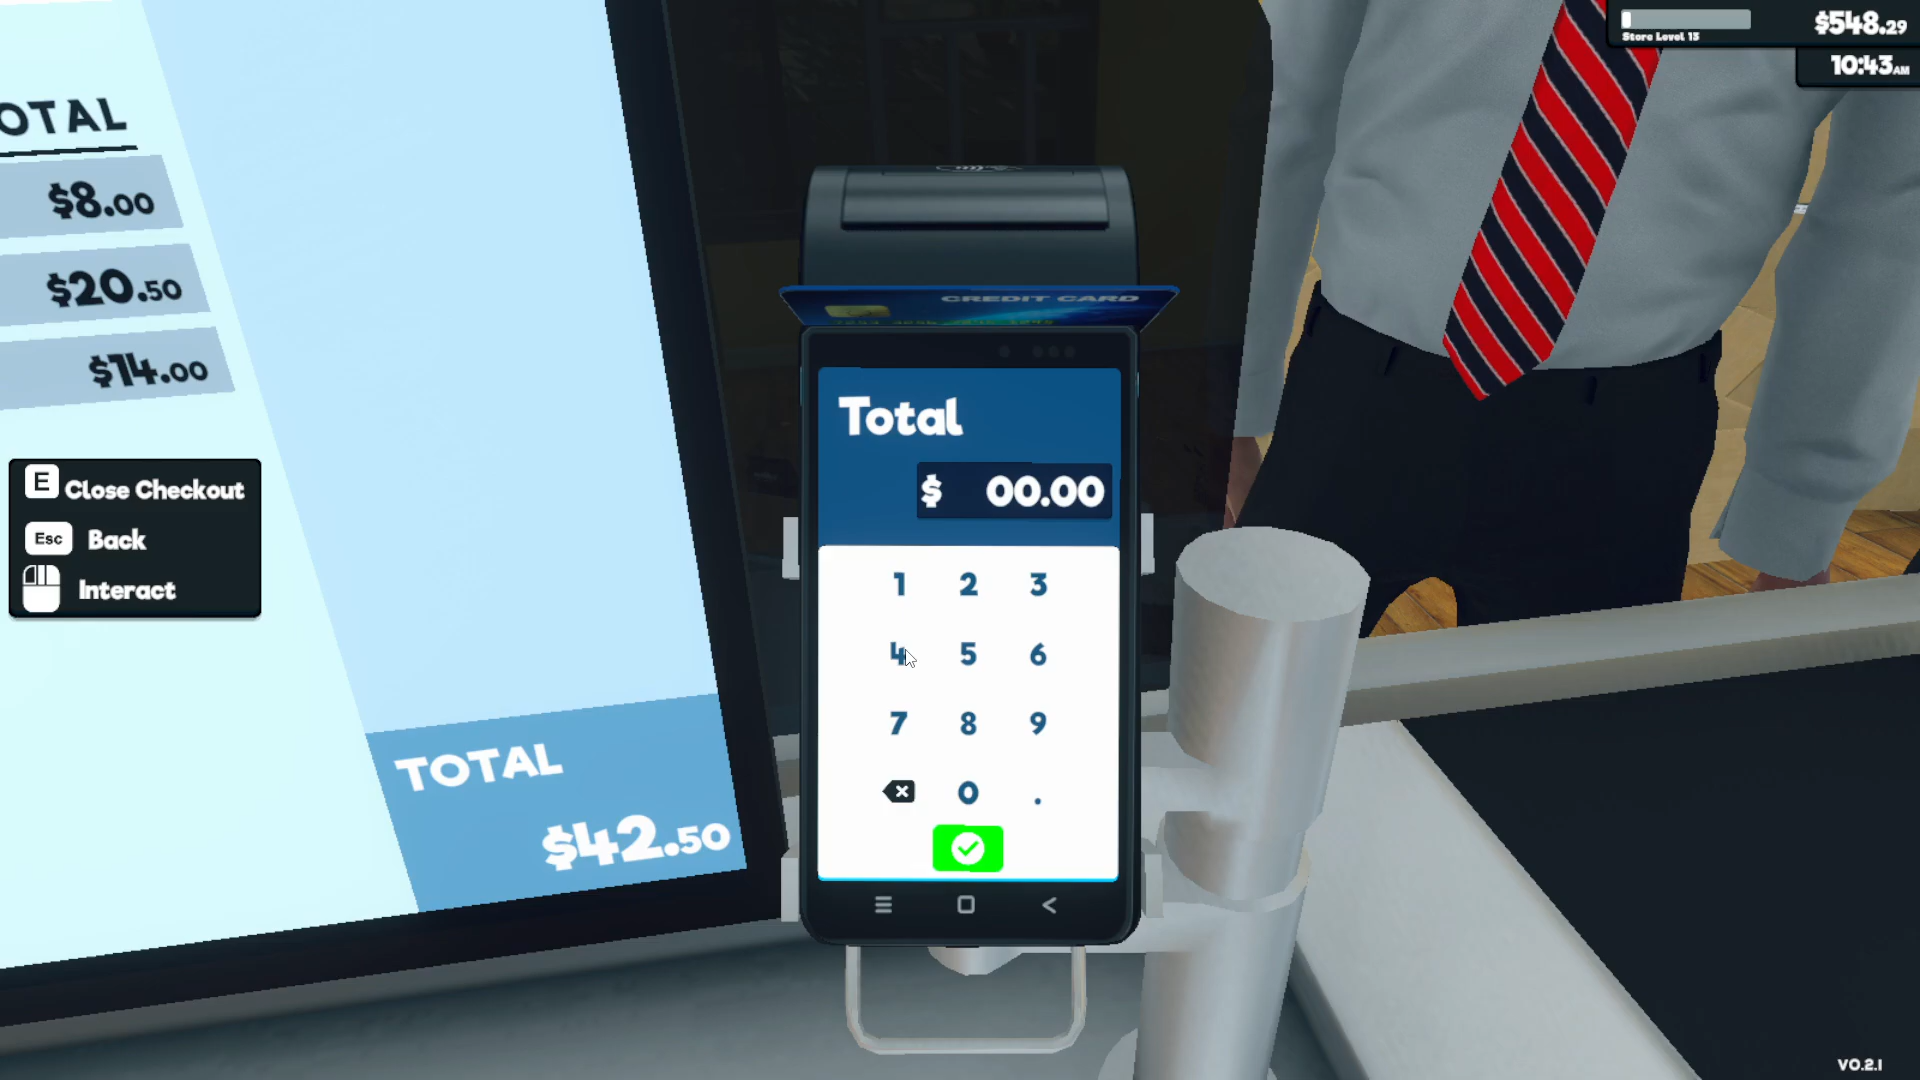 $548.29
Store Level 15
10:43AM
OTAL
$8.00
$20.50
$14.00
CREDIT CARD
Total
$ 00.00
1 2 3
4 5 6
7 8 9
0 .
E Close Checkout
Esc Back
Interact
TOTAL
$42.50
V0.2.1